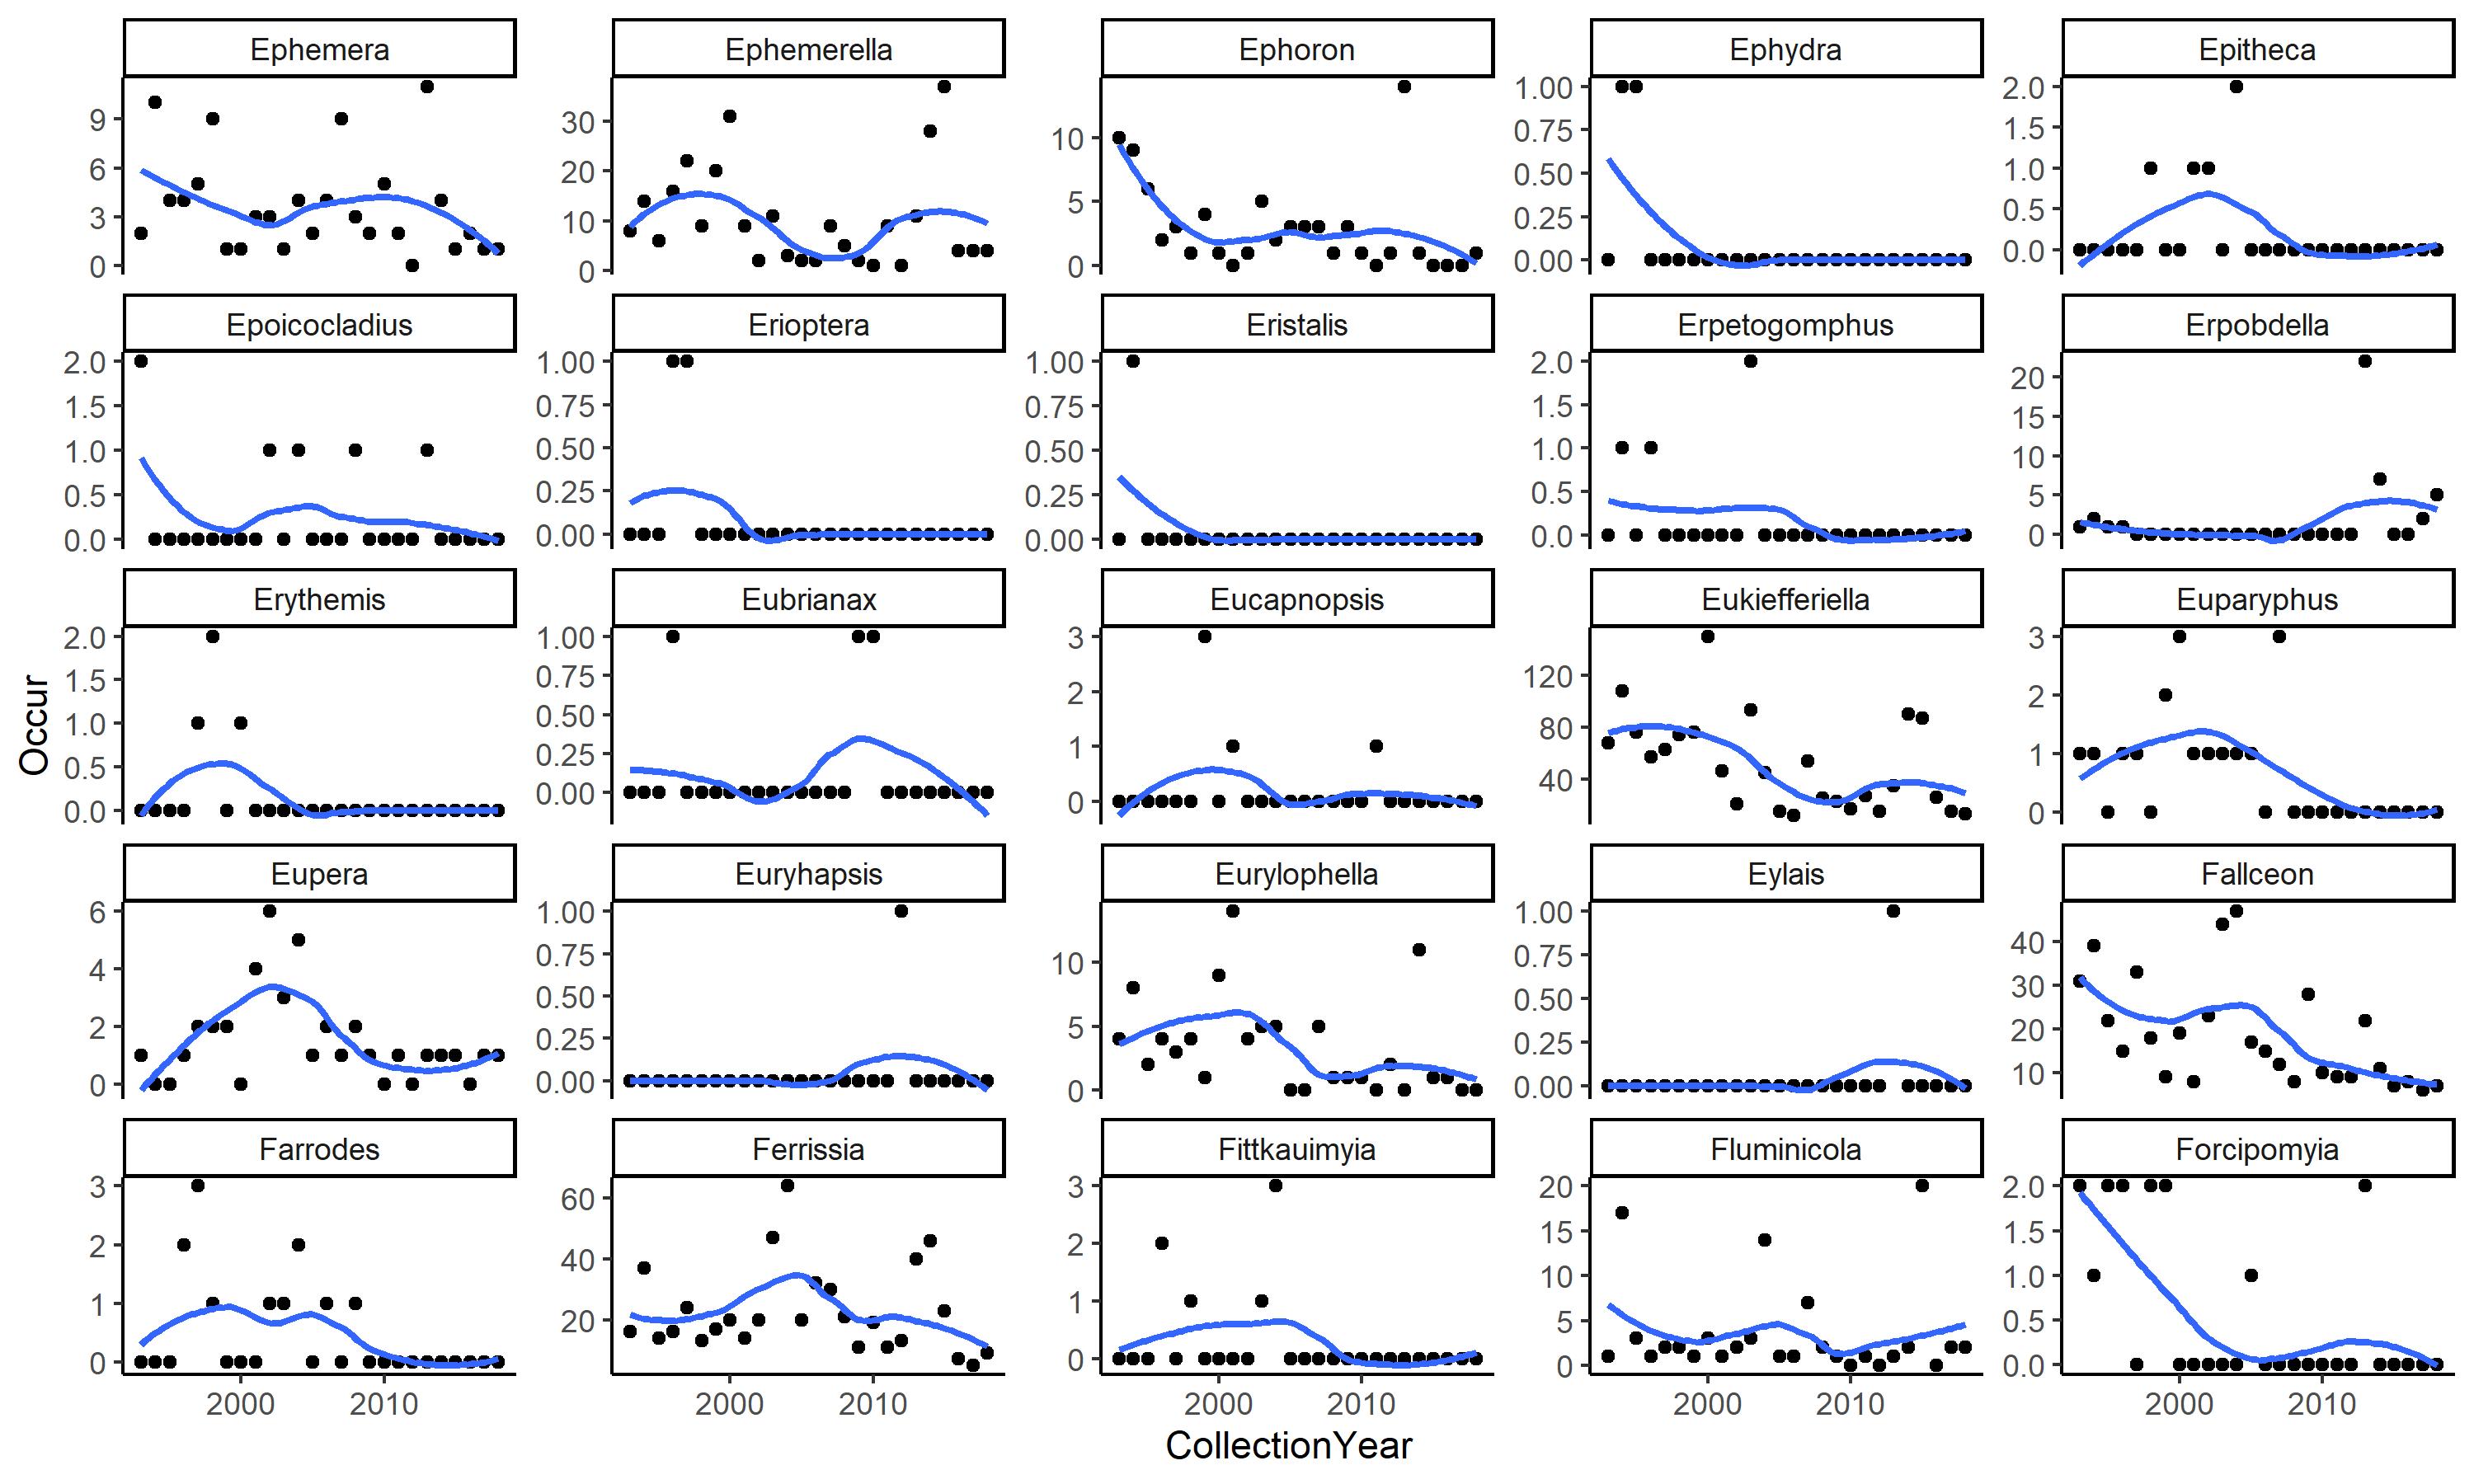 Ephemera Ephemerella Ephoron Ephydra Epitheca
9 6 3 0
30 20 10 0
10 5 0
1.00 0.75 0.50 0.25 0.00
2.0 1.5 1.0 0.5 0.0
Epoicocladius Erioptera Eristalis Erpetogomphus Erpobdella
2.0 1.5 1.0 0.5 0.0
1.00 0.75 0.50 0.25 0.00
1.00 0.75 0.50 0.25 0.00
2.0 1.5 1.0 0.5 0.0
20 15 10 5 0
Erythemis Eubrianax Eucapnopsis Eukiefferiella Euparyphus
2.0 1.5 1.0 0.5 0.0
1.00 0.75 0.50 0.25 0.00
3 2 1 0
120 80 40
3 2 1 0
Occur
Eupera Euryhapsis Eurylophella Eylais Fallceon
6 4 2 0
1.00 0.75 0.50 0.25 0.00
10 5 0
1.00 0.75 0.50 0.25 0.00
40 30 20 10
Farrodes Ferrissia Fittkauimyia Fluminicola Forcipomyia
3 2 1 0
60 40 20
3 2 1 0
20 15 10 5 0
2.0 1.5 1.0 0.5 0.0
2000 2010 2000 2010 2000 2010 2000 2010 2000 2010
CollectionYear